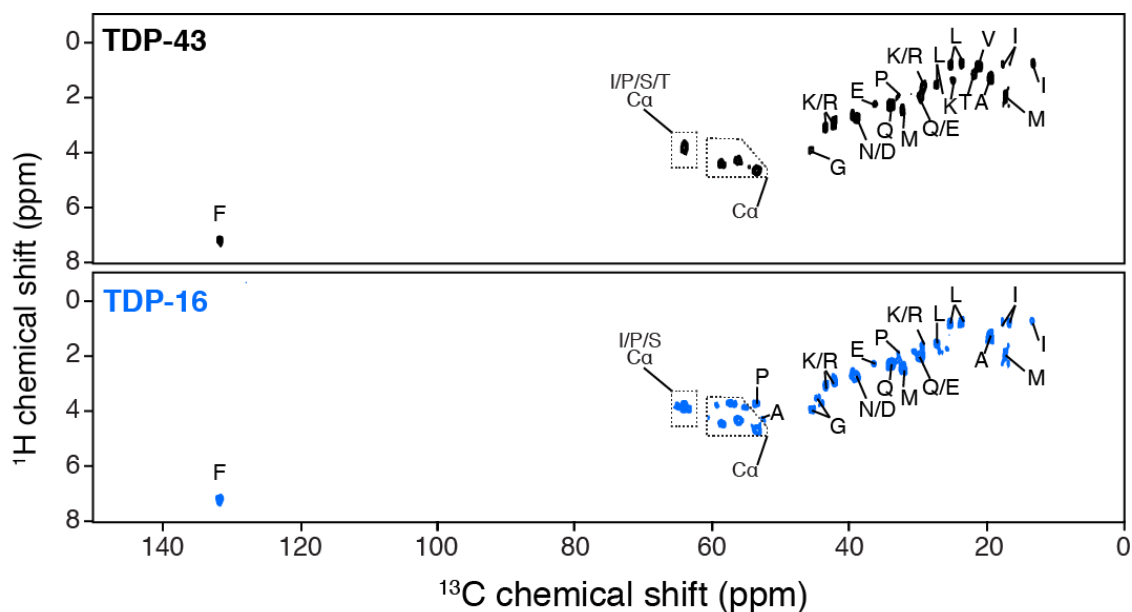 TDP-43
0
2
4
6
8
F
I/P/S/T
Cα
Cα
G
K/R
E
P
K/R
Q
N/D
M
Q/E
L
L
K
T
V
A
I
I
M
TDP-16
0
2
4
6
8
F
I/P/S
Cα
Cα
P
A
G
K/R
E
P
K/R
Q
N/D
M
Q/E
L
L
A
I
I
M
140 120 100 80 60 40 20 0
¹H chemical shift (ppm)
¹³C chemical shift (ppm)